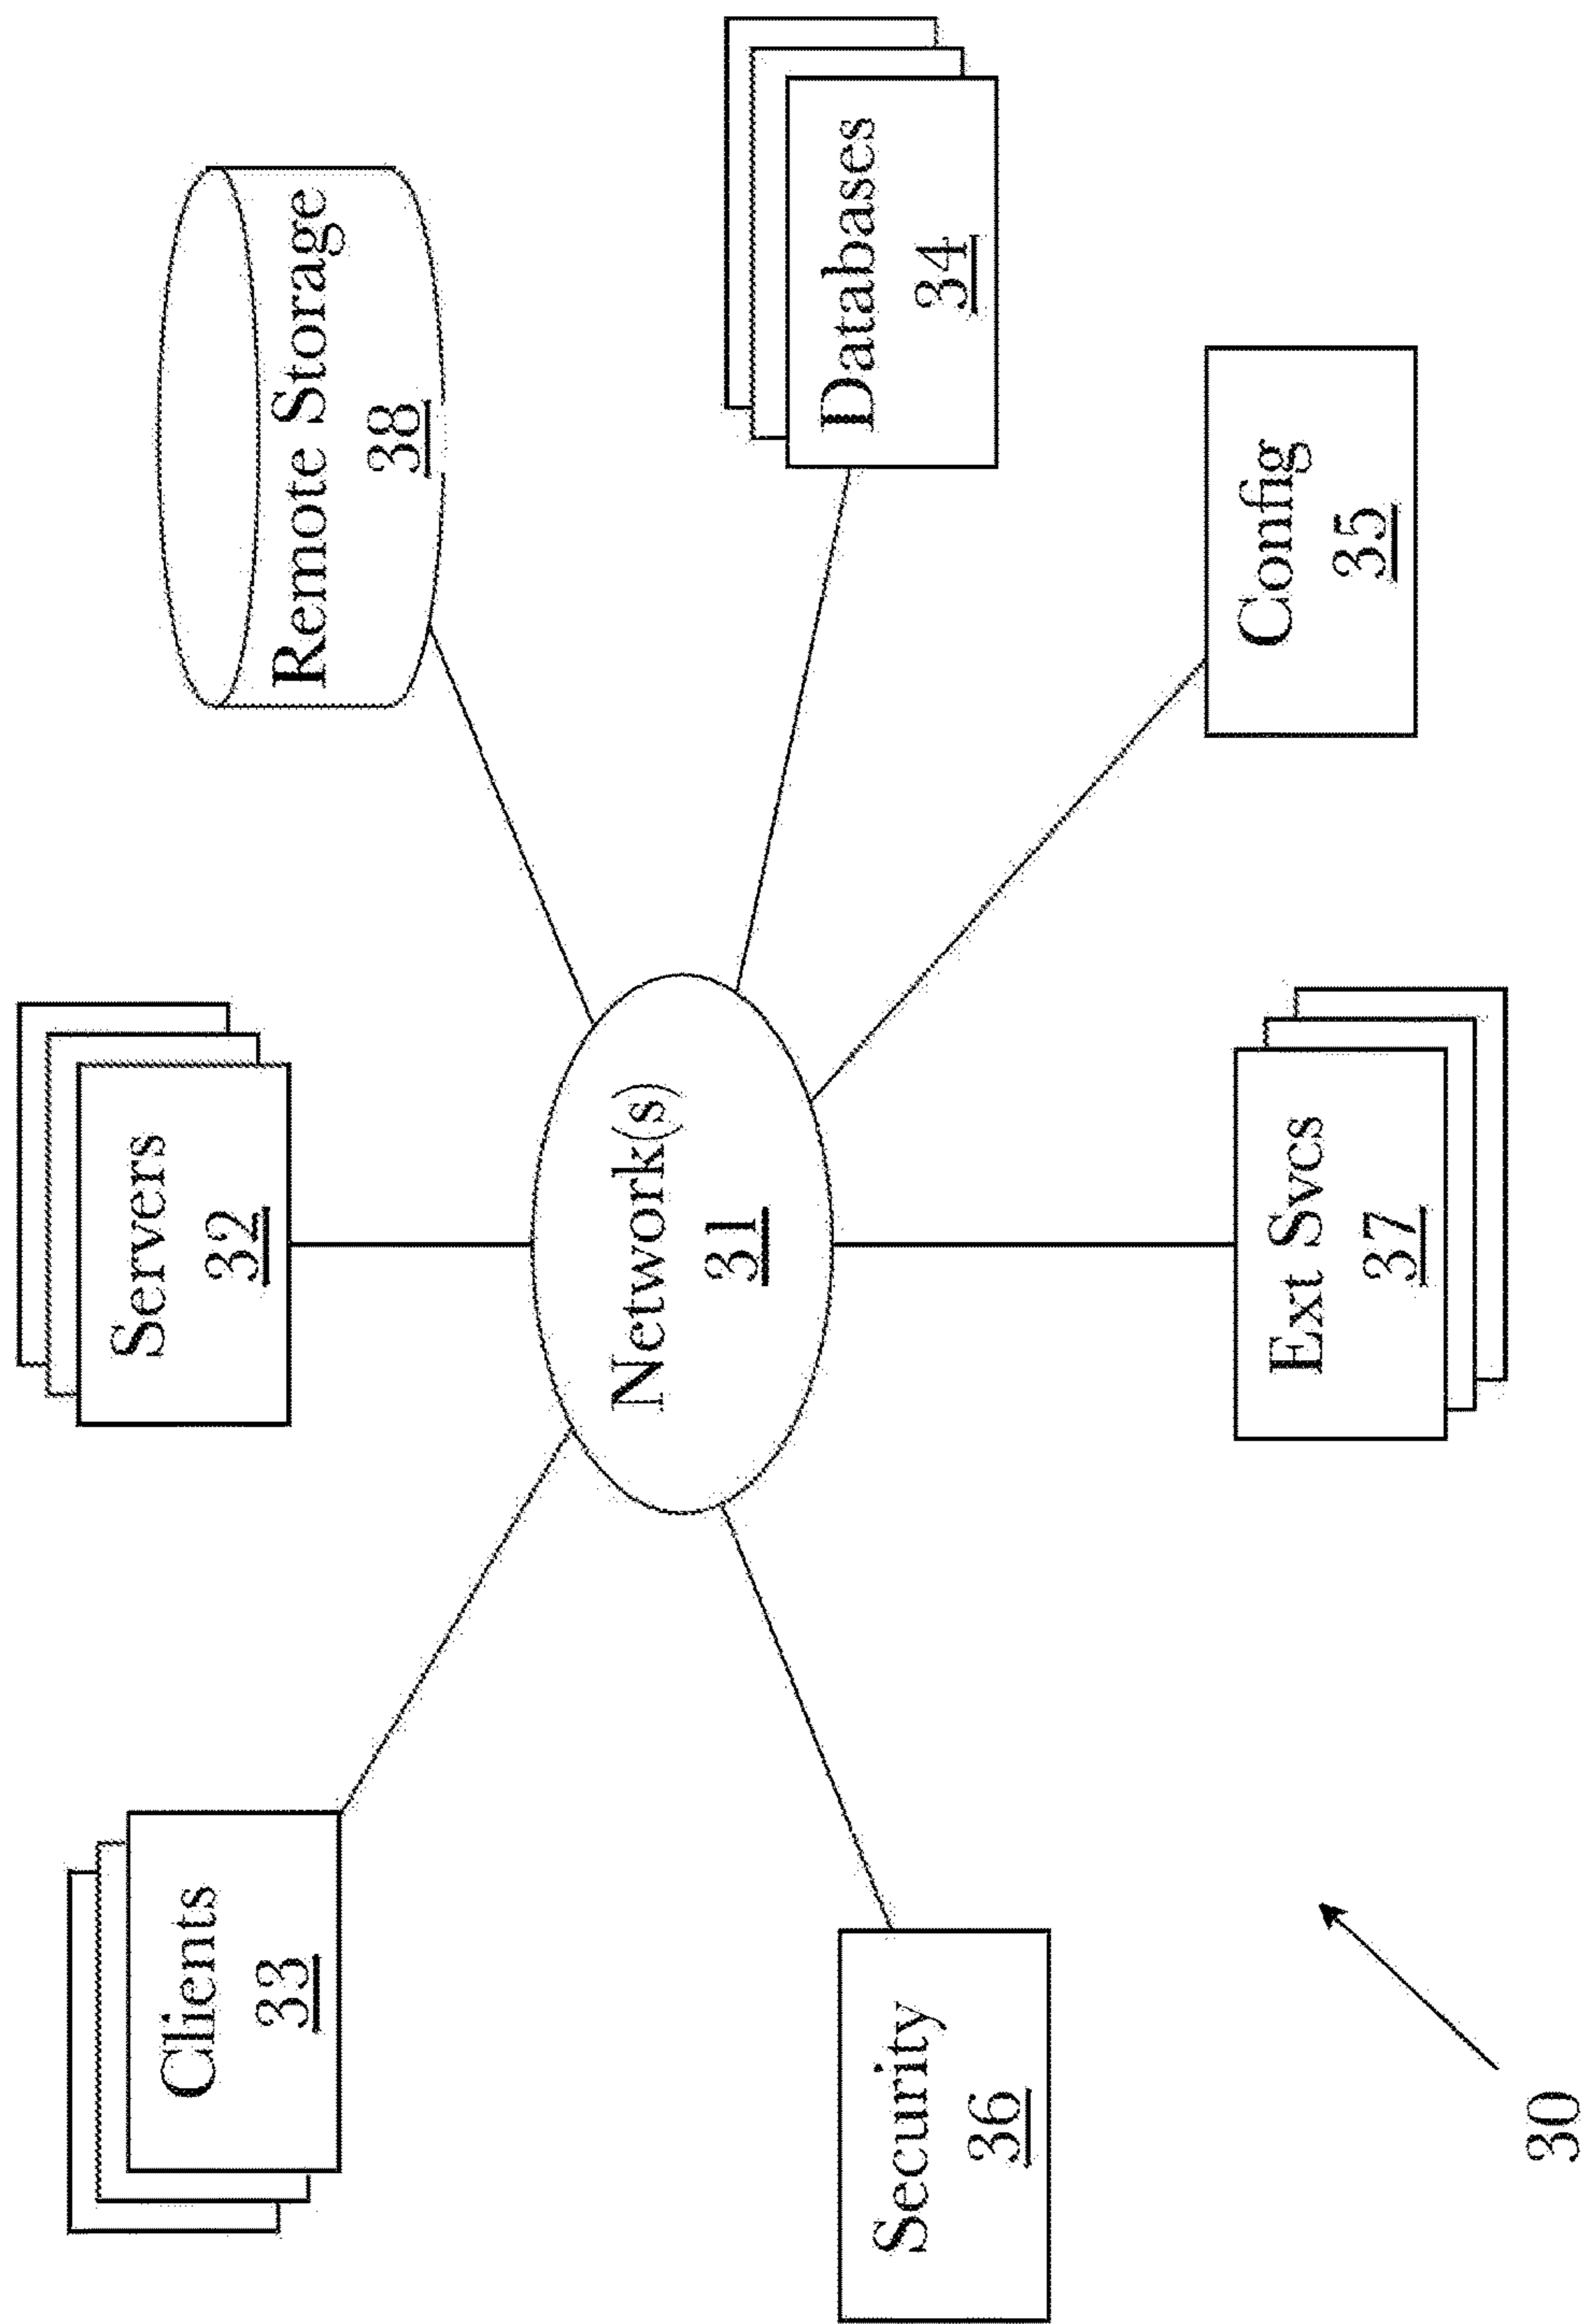 Clients
33
Servers
32
Remote Storage
38
Network(s)
31
Databases
34
Security
36
Ext Svcs
37
Config
35
30